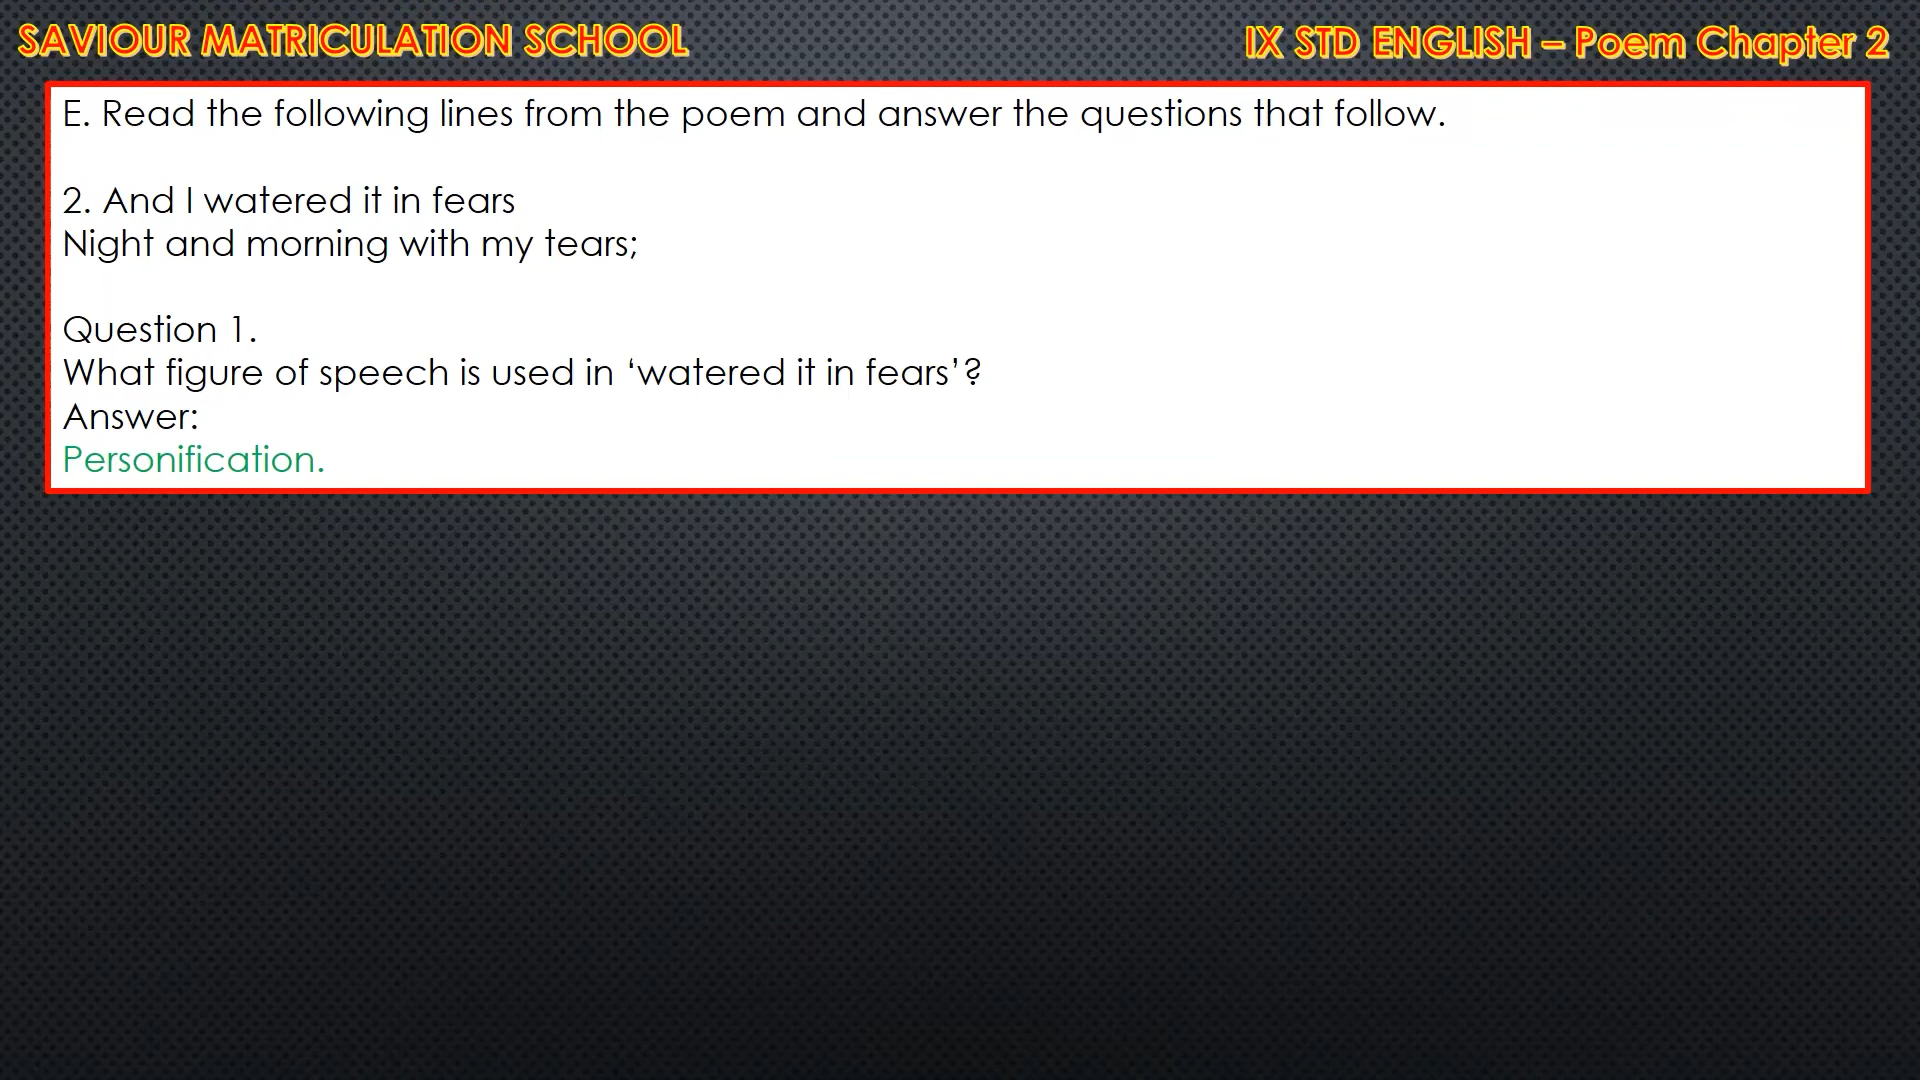 SAVIOUR MATRICULATION SCHOOL
IX STD ENGLISH – Poem Chapter 2
E. Read the following lines from the poem and answer the questions that follow.
2. And I watered it in fears
Night and morning with my tears;
Question 1.
What figure of speech is used in ‘watered it in fears’?
Answer:
Personification.